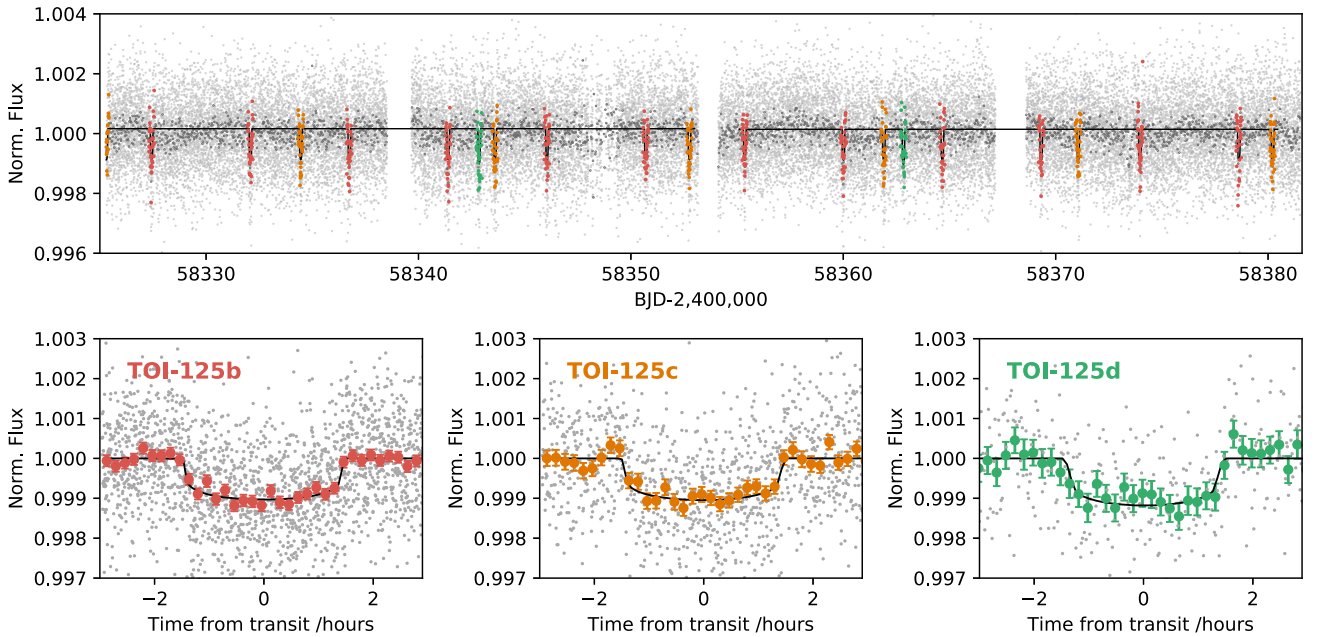 1.004
1.002
1.000
0.998
0.996
Norm. Flux
58330 58340 58350 58360 58370 58380
BJD-2,400,000
1.003
1.002
1.001
1.000
0.999
0.998
0.997
Norm. Flux
TOI-125b
−2 0 2
Time from transit /hours
1.003
1.002
1.001
1.000
0.999
0.998
0.997
Norm. Flux
TOI-125c
−2 0 2
Time from transit /hours
1.003
1.002
1.001
1.000
0.999
0.998
0.997
Norm. Flux
TOI-125d
−2 0 2
Time from transit /hours